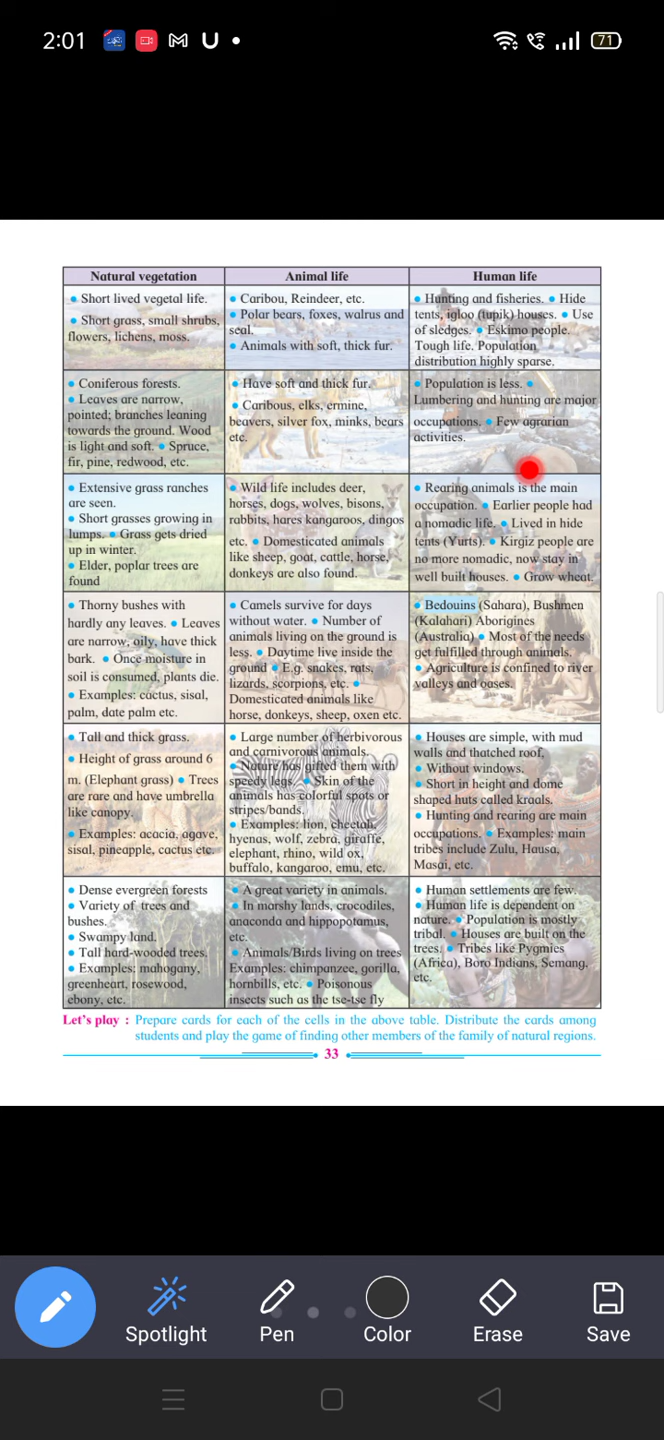 2:01
71
Natural vegetation Animal life Human life
• Short lived vegetal life.
• Short grass, small shrubs,
flowers, lichens, moss.
• Caribou, Reindeer, etc.
• Polar bears, foxes, walrus and
seal.
• Animals with soft, thick fur.
• Hunting and fisheries. • Hide
tents, igloo (tupik) houses. • Use
of sledges. • Eskimo people.
Tough life. Population
distribution highly sparse.
• Coniferous forests.
• Leaves are narrow,
pointed; branches leaning
towards the ground. Wood
is light and soft. • Spruce,
fir, pine, redwood, etc.
• Have soft and thick fur.
• Caribous, elks, ermine,
beavers, silver fox, minks, bears
etc.
• Population is less. •
Lumbering and hunting are major
occupations. • Few agrarian
activities.
• Extensive grass ranches
are seen.
• Short grasses growing in
lumps. • Grass gets dried
up in winter.
• Elder, poplar trees are
found
• Wild life includes deer,
horses, dogs, wolves, bisons,
rabbits, hares kangaroos, dingos
etc. • Domesticated animals
like sheep, goat, cattle, horse,
donkeys are also found.
• Rearing animals is the main
occupation. • Earlier people had
a nomadic life. • Lived in hide
tents (Yurts). • Kirgiz people are
no more nomadic, now stay in
well built houses. • Grow wheat.
• Thorny bushes with
hardly any leaves. • Leaves
are narrow, oily, have thick
bark. • Once moisture in
soil is consumed, plants die.
• Examples: cactus, sisal,
palm, date palm etc.
• Camels survive for days
without water. • Number of
animals living on the ground is
less. • Daytime live inside the
ground • E.g. snakes, rats,
lizards, scorpions, etc. •
Domesticated animals like
horse, donkeys, sheep, oxen etc.
• Bedouins (Sahara), Bushmen
(Kalahari) Aborigines
(Australia) • Most of the needs
get fulfilled through animals.
• Agriculture is confined to river
valleys and oases.
• Tall and thick grass.
• Height of grass around 6
m. (Elephant grass) • Trees
are rare and have umbrella
like canopy.
• Examples: acacia, agave,
sisal, pineapple, cactus etc.
• Large number of herbivorous
and carnivorous animals.
• Nature has gifted them with
speedy legs. • Skin of the
animals has colorful spots or
stripes/bands.
• Examples: lion, cheetah,
hyenas, wolf, zebra, giraffe,
elephant, rhino, wild ox,
buffalo, kangaroo, emu, etc.
• Houses are simple, with mud
walls and thatched roof,
• Without windows.
• Short in height and dome
shaped huts called kraals.
• Hunting and rearing are main
occupations. • Examples: main
tribes include Zulu, Hausa,
Masai, etc.
• Dense evergreen forests
• Variety of trees and
bushes.
• Swampy land.
• Tall hard-wooded trees.
• Examples: mahogany,
greenheart, rosewood,
ebony, etc.
• A great variety in animals.
• In marshy lands, crocodiles,
anaconda and hippopotamus,
etc.
• Animals/Birds living on trees
Examples: chimpanzee, gorilla,
hornbills, etc. • Poisonous
insects such as the tse-tse fly
• Human settlements are few.
• Human life is dependent on
nature. • Population is mostly
tribal. • Houses are built on the
trees. • Tribes like Pygmies
(Africa), Boro Indians, Semang,
etc.
Let's play : Prepare cards for each of the cells in the above table. Distribute the cards among
students and play the game of finding other members of the family of natural regions.
33
Spotlight Pen Color Erase Save